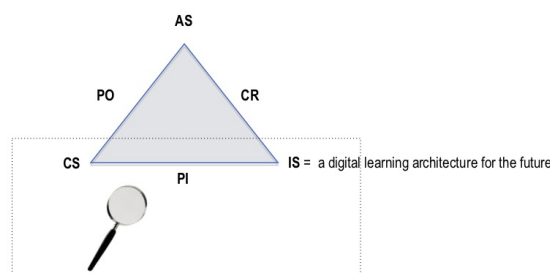 AS
PO
CR
CS
IS = a digital learning architecture for the future
PI